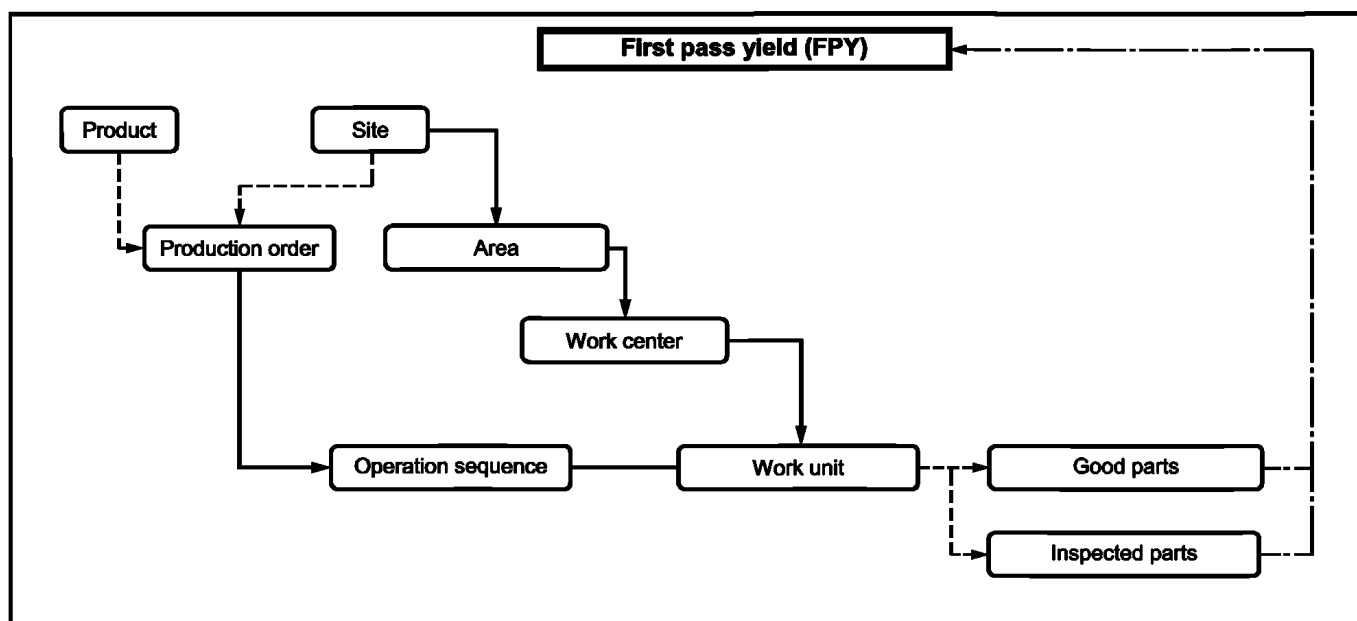 First pass yield (FPY)
Product
Site
Production order
Area
Work center
Operation sequence
Work unit
Good parts
Inspected parts